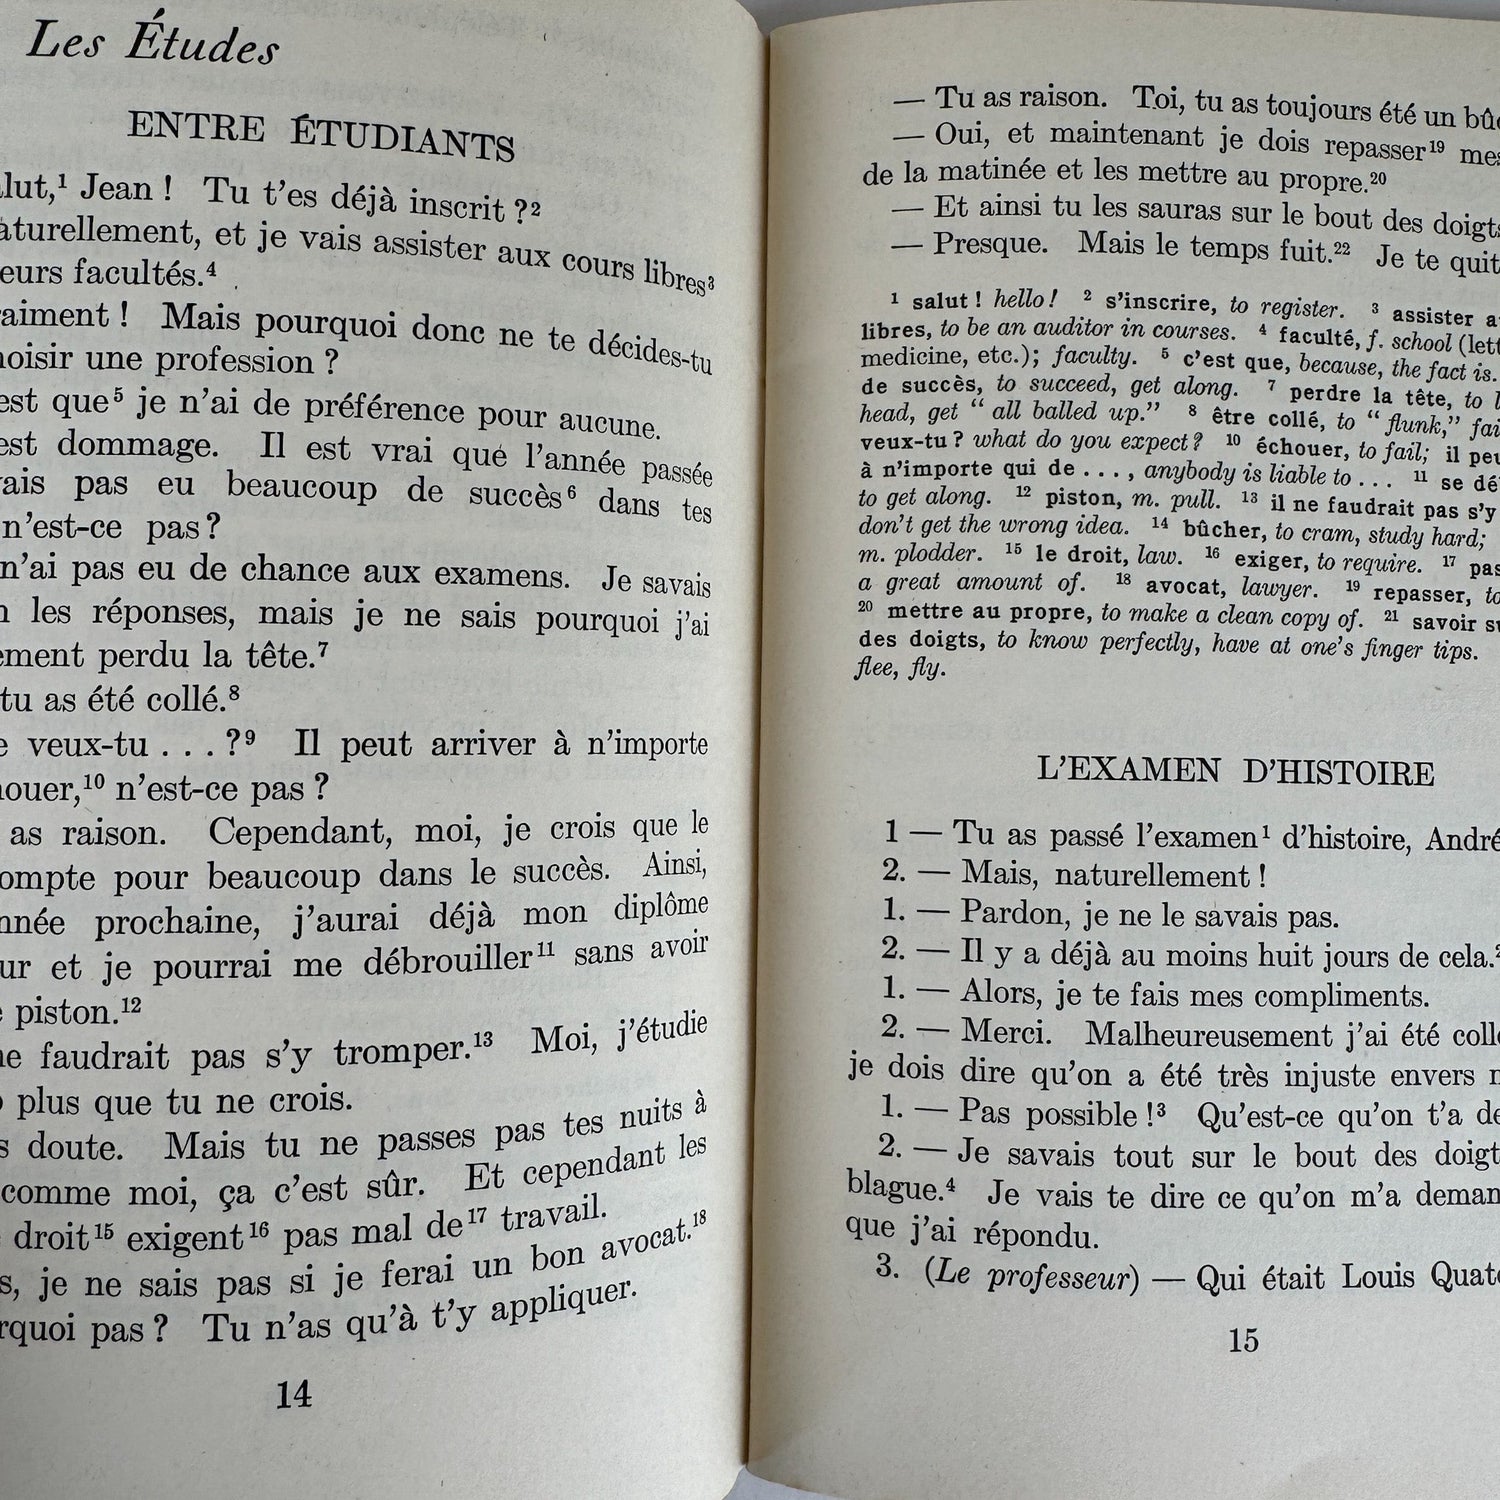 Les Études
ENTRE ÉTUDIANTS
alut,¹ Jean ! Tu t'es déjà inscrit ?²
aturellement, et je vais assister aux cours libres³
eurs facultés.⁴
raiment ! Mais pourquoi donc ne te décides-tu
hoisir une profession ?
est que⁵ je n'ai de préférence pour aucune.
est dommage. Il est vrai que l'année passée
vais pas eu beaucoup de succès⁶ dans tes
n'est-ce pas ?
n'ai pas eu de chance aux examens. Je savais
n les réponses, mais je ne sais pourquoi j'ai
ement perdu la tête.⁷
tu as été collé.⁸
e veux-tu . . . ?⁹ Il peut arriver à n'importe
houer,¹⁰ n'est-ce pas ?
as raison. Cependant, moi, je crois que le
ompte pour beaucoup dans le succès. Ainsi,
nnée prochaine, j'aurai déjà mon diplôme
ur et je pourrai me débrouiller¹¹ sans avoir
e piston.¹²
ne faudrait pas s'y tromper.¹³ Moi, j'étudie
p plus que tu ne crois.
s doute. Mais tu ne passes pas tes nuits à
comme moi, ça c'est sûr. Et cependant les
e droit¹⁵ exigent¹⁶ pas mal de¹⁷ travail.
s, je ne sais pas si je ferai un bon avocat.¹⁸
rquoi pas ? Tu n'as qu'à t'y appliquer.
14
— Tu as raison. Toi, tu as toujours été un bûc
— Oui, et maintenant je dois repasser¹⁹ mes
de la matinée et les mettre au propre.²⁰
— Et ainsi tu les sauras sur le bout des doigts
— Presque. Mais le temps fuit.²² Je te quit
¹ salut ! hello ! ² s'inscrire, to register. ³ assister a
libres, to be an auditor in courses. ⁴ faculté, f. school (lett
medicine, etc.); faculty. ⁵ c'est que, because, the fact is.
de succès, to succeed, get along. ⁷ perdre la tête, to l
head, get “ all balled up.” ⁸ être collé, to “ flunk,” fai
veux-tu ? what do you expect ? ¹⁰ échouer, to fail; il peu
à n'importe qui de . . . , anybody is liable to . . . ¹¹ se dé
to get along. ¹² piston, m. pull. ¹³ il ne faudrait pas s'y
don't get the wrong idea. ¹⁴ bûcher, to cram, study hard;
m. plodder. ¹⁵ le droit, law. ¹⁶ exiger, to require. ¹⁷ pas
a great amount of. ¹⁸ avocat, lawyer. ¹⁹ repasser, to
²⁰ mettre au propre, to make a clean copy of. ²¹ savoir su
des doigts, to know perfectly, have at one's finger tips.
flee, fly.
L'EXAMEN D'HISTOIRE
1 — Tu as passé l'examen¹ d'histoire, André
2. — Mais, naturellement !
1. — Pardon, je ne le savais pas.
2. — Il y a déjà au moins huit jours de cela.²
1. — Alors, je te fais mes compliments.
2. — Merci. Malheureusement j'ai été collé
je dois dire qu'on a été très injuste envers m
1. — Pas possible !³ Qu'est-ce qu'on t'a de
2. — Je savais tout sur le bout des doigt
blague.⁴ Je vais te dire ce qu'on m'a deman
que j'ai répondu.
3. (Le professeur) — Qui était Louis Quato
15